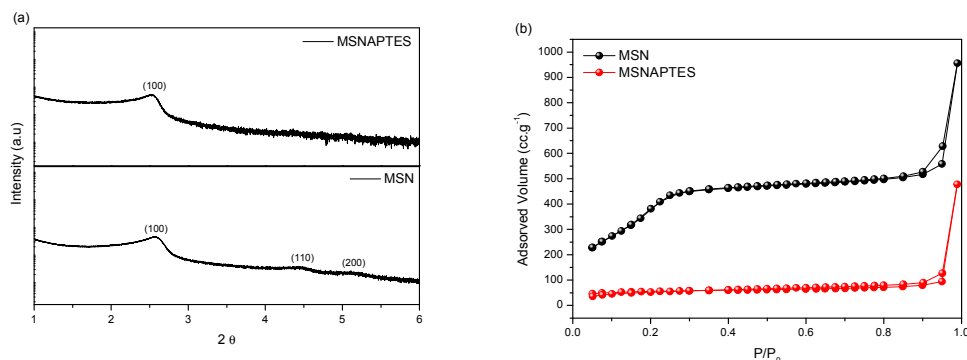 (a)
MSNAPTES
(100)
MSN
(100)
(110)
(200)
Intensity (a.u)
1 2 3 4 5 6
2 θ
(b)
MSN
MSNAPTES
1000
900
800
700
600
500
400
300
200
100
0
Adsorved Volume (cc.g⁻¹)
0.0 0.2 0.4 0.6 0.8 1.0
P/P₀